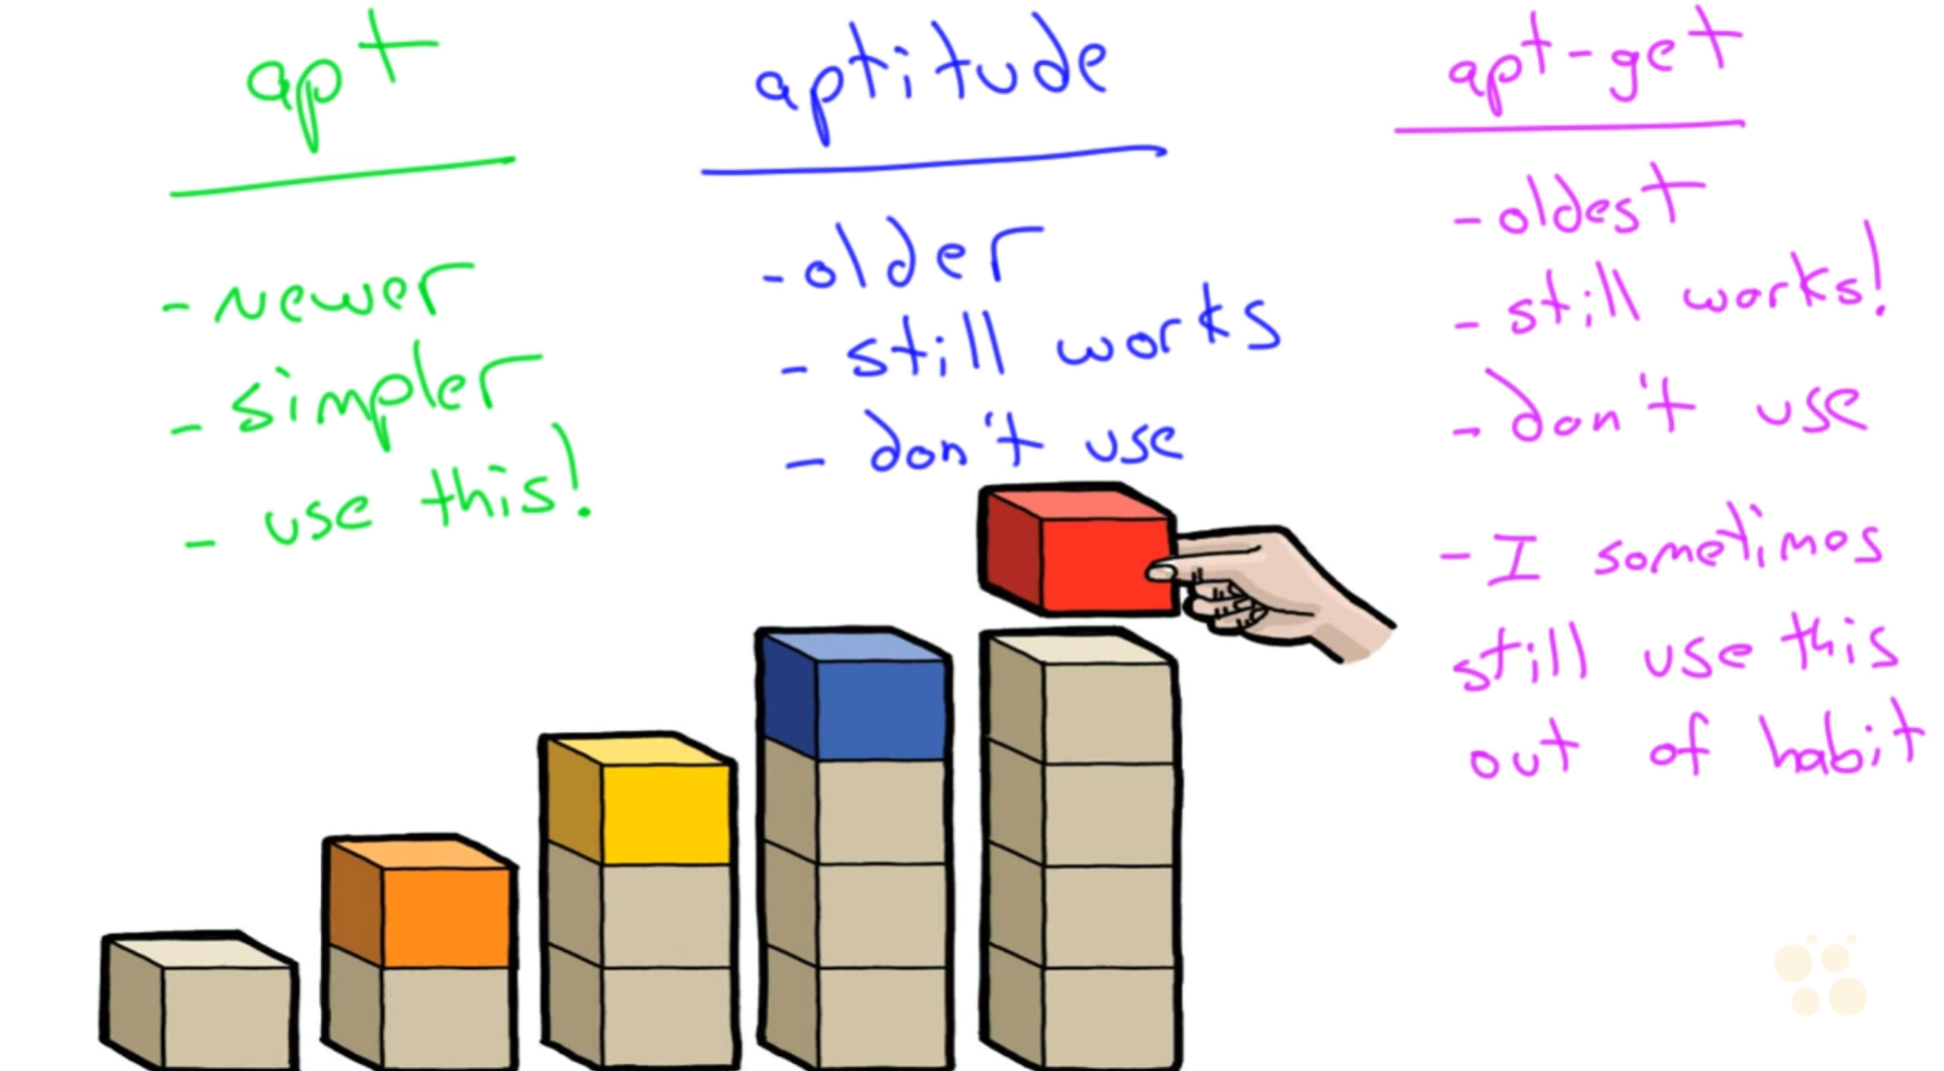 apt
- newer
- simpler
- use this!
aptitude
- older
- still works
- don't use
apt-get
- oldest
- still works!
- don't use
- I sometimes
still use this
out of habit